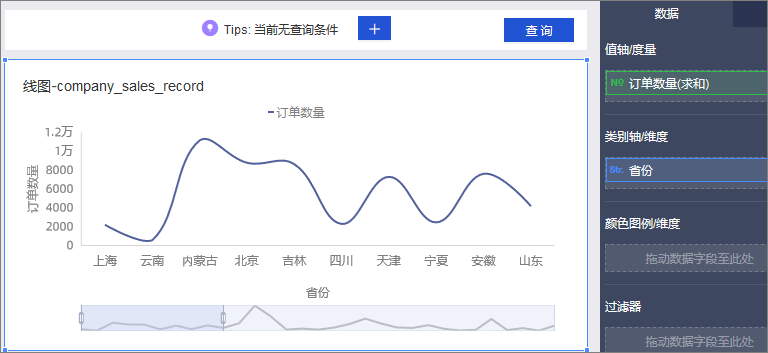 Tips: 当前无查询条件
+
查 询
线图-company_sales_record
订单数量
订单数量
1.2万
1万
8000
6000
4000
2000
0
上海 云南 内蒙古 北京 吉林 四川 天津 宁夏 安徽 山东
省份
数据
值轴/度量
Nº 订单数量(求和)
类别轴/维度
Str. 省份
颜色图例/维度
拖动数据字段至此处
过滤器
拖动数据字段至此处